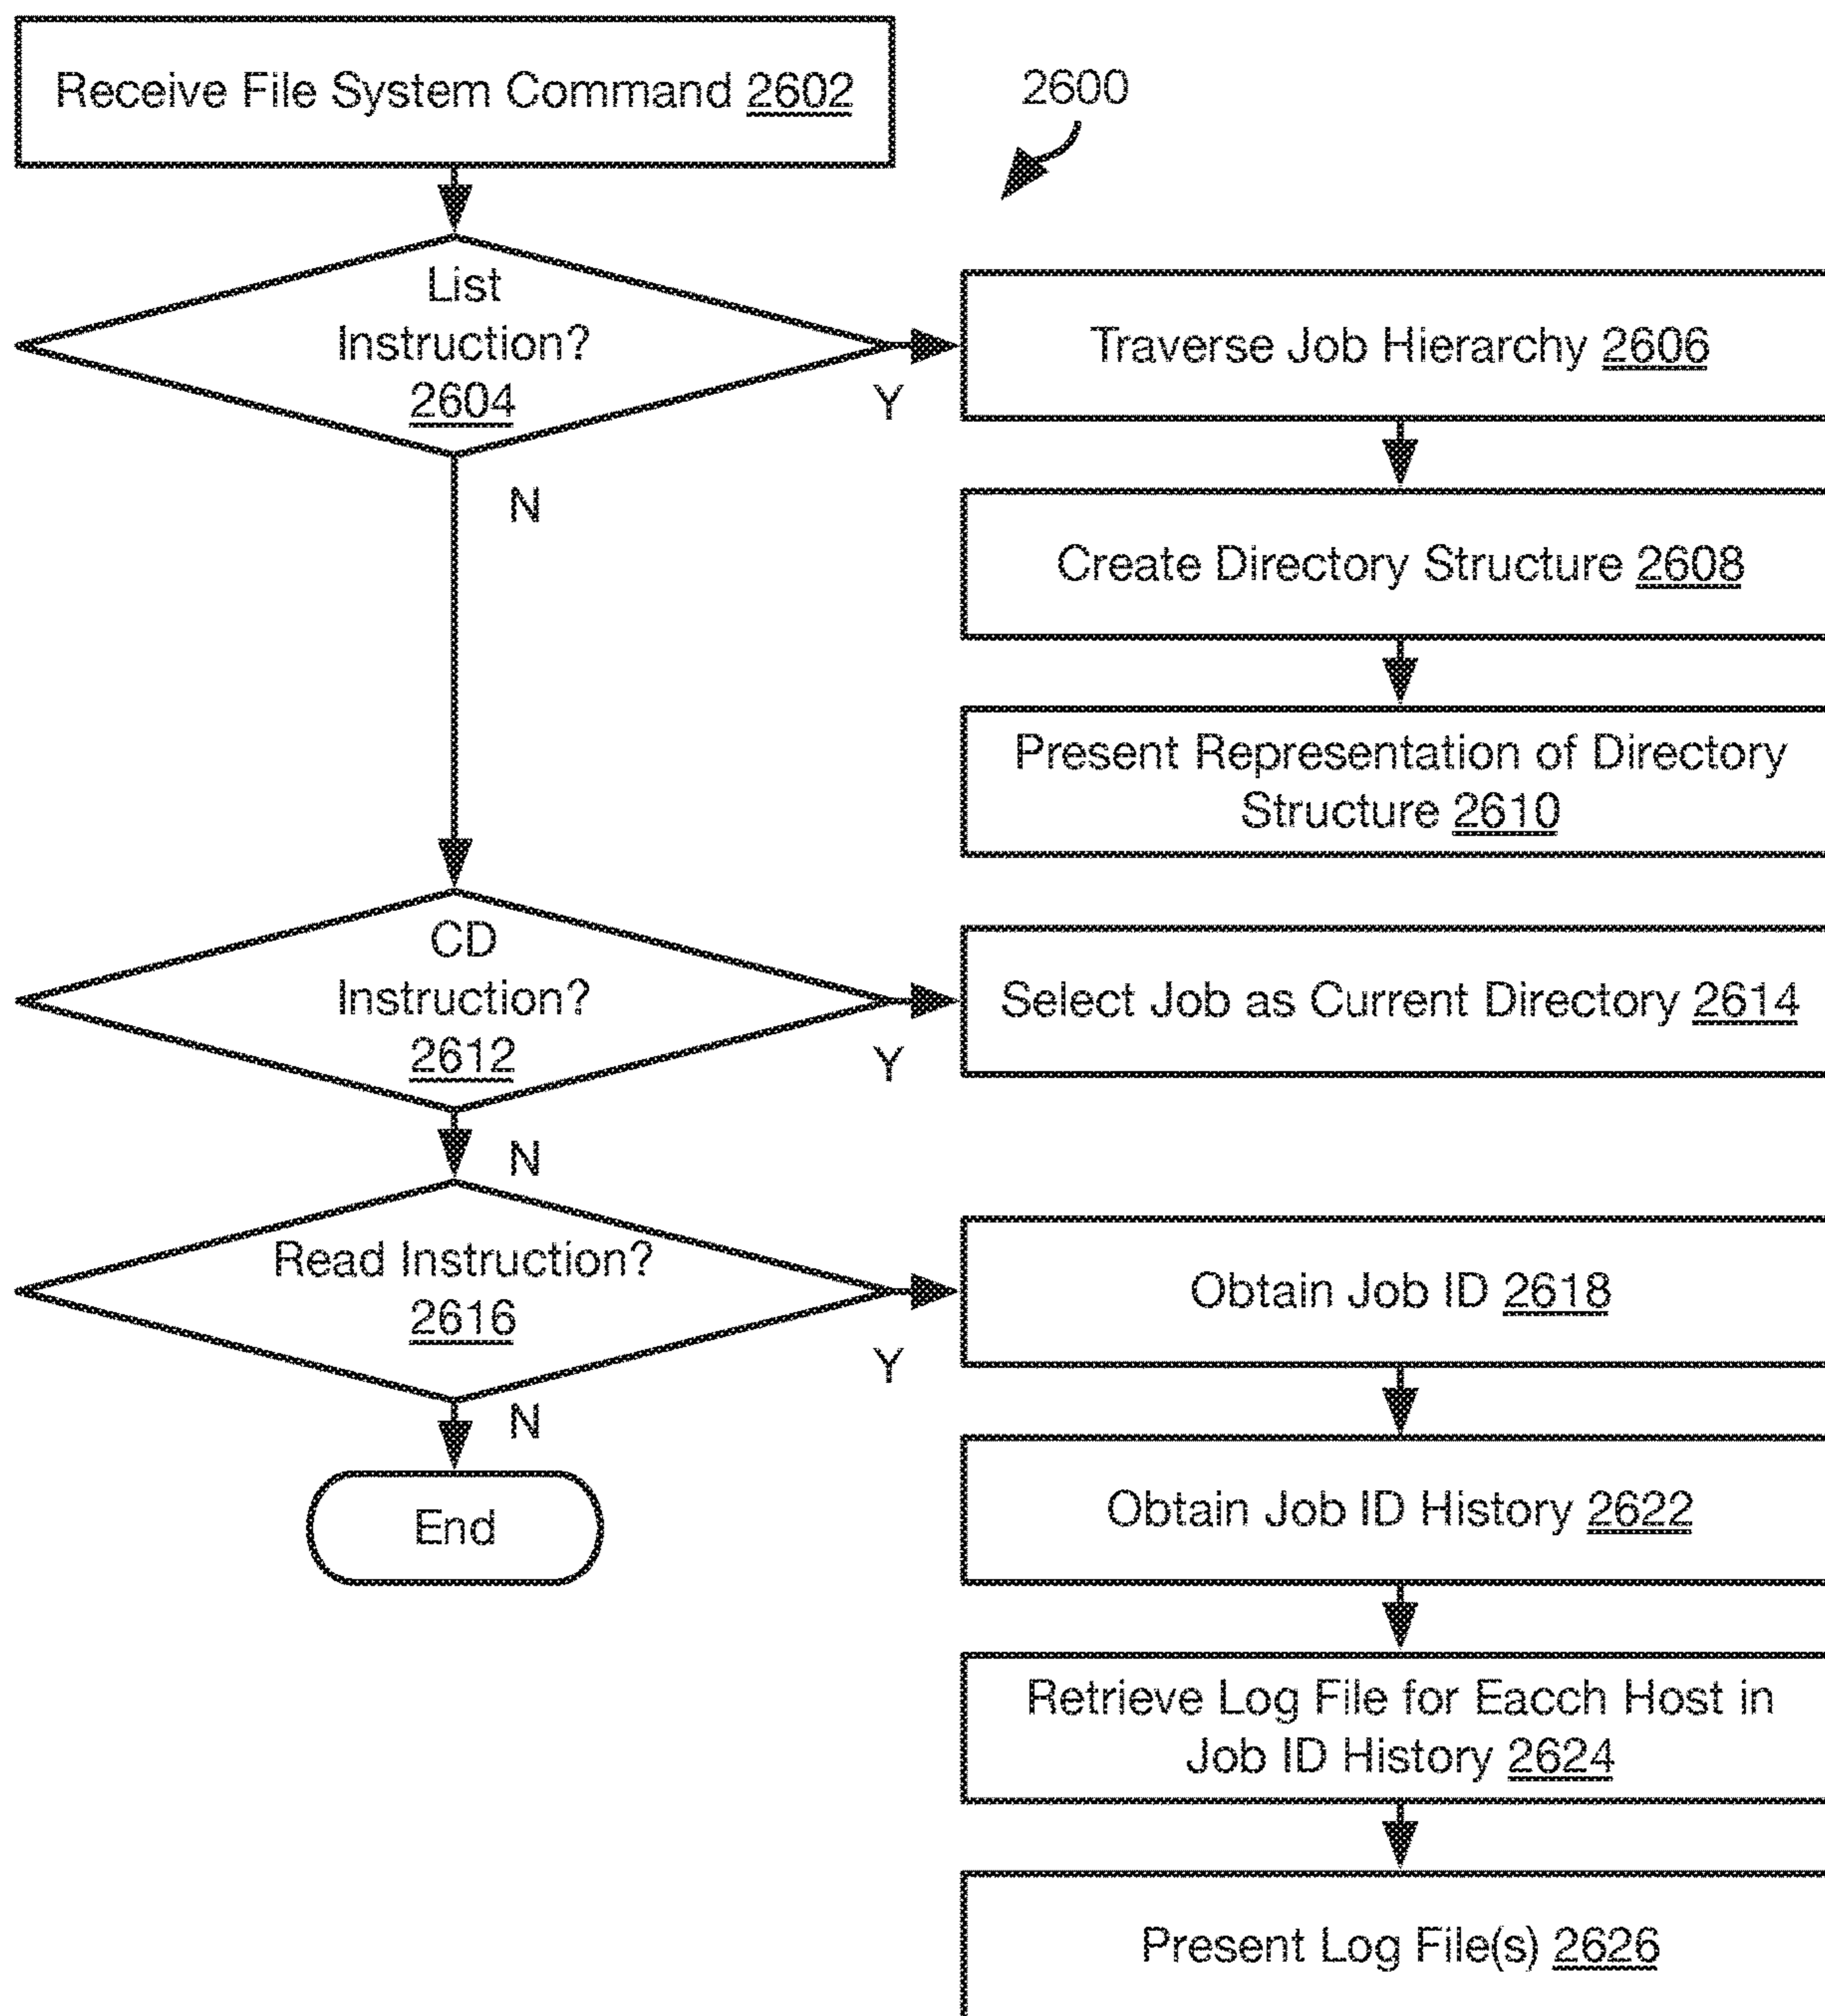 Receive File System Command 2602
2600
List
Instruction?
2604
Y
N
Traverse Job Hierarchy 2606
Create Directory Structure 2608
Present Representation of Directory
Structure 2610
CD
Instruction?
2612
Y
N
Select Job as Current Directory 2614
Read Instruction?
2616
Y
N
End
Obtain Job ID 2618
Obtain Job ID History 2622
Retrieve Log File for Eacch Host in
Job ID History 2624
Present Log File(s) 2626